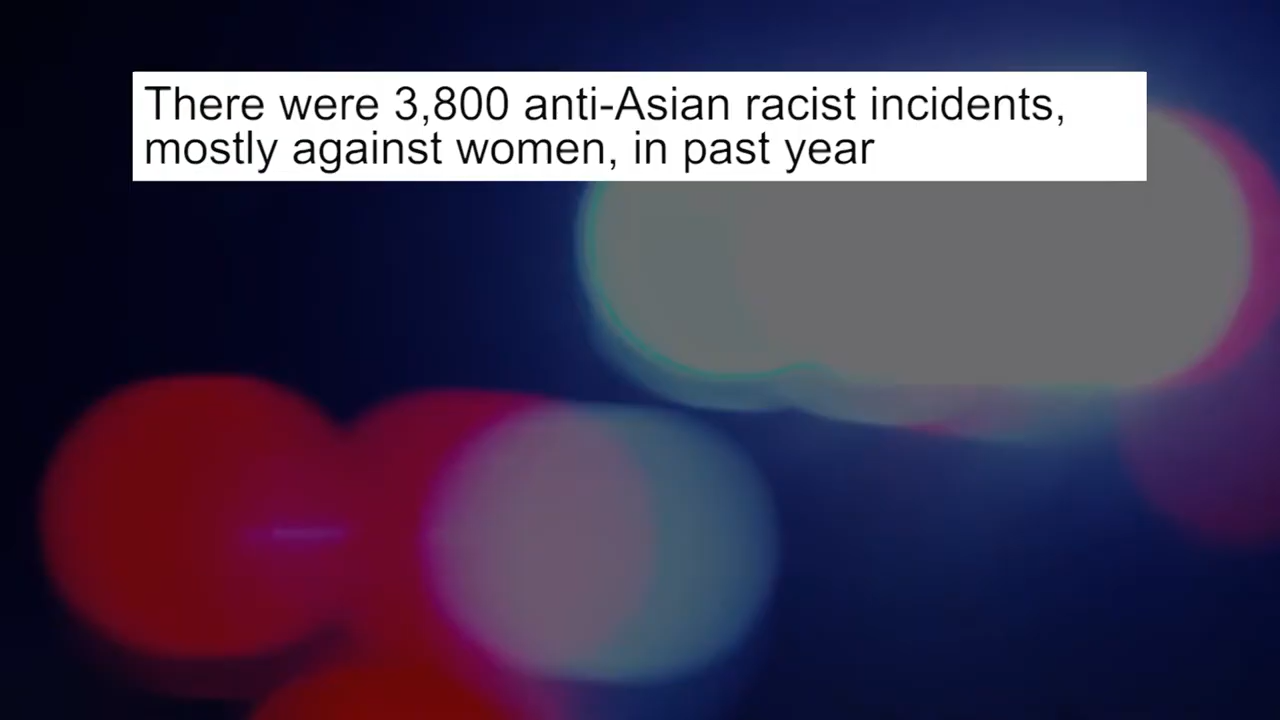 There were 3,800 anti-Asian racist incidents,
mostly against women, in past year